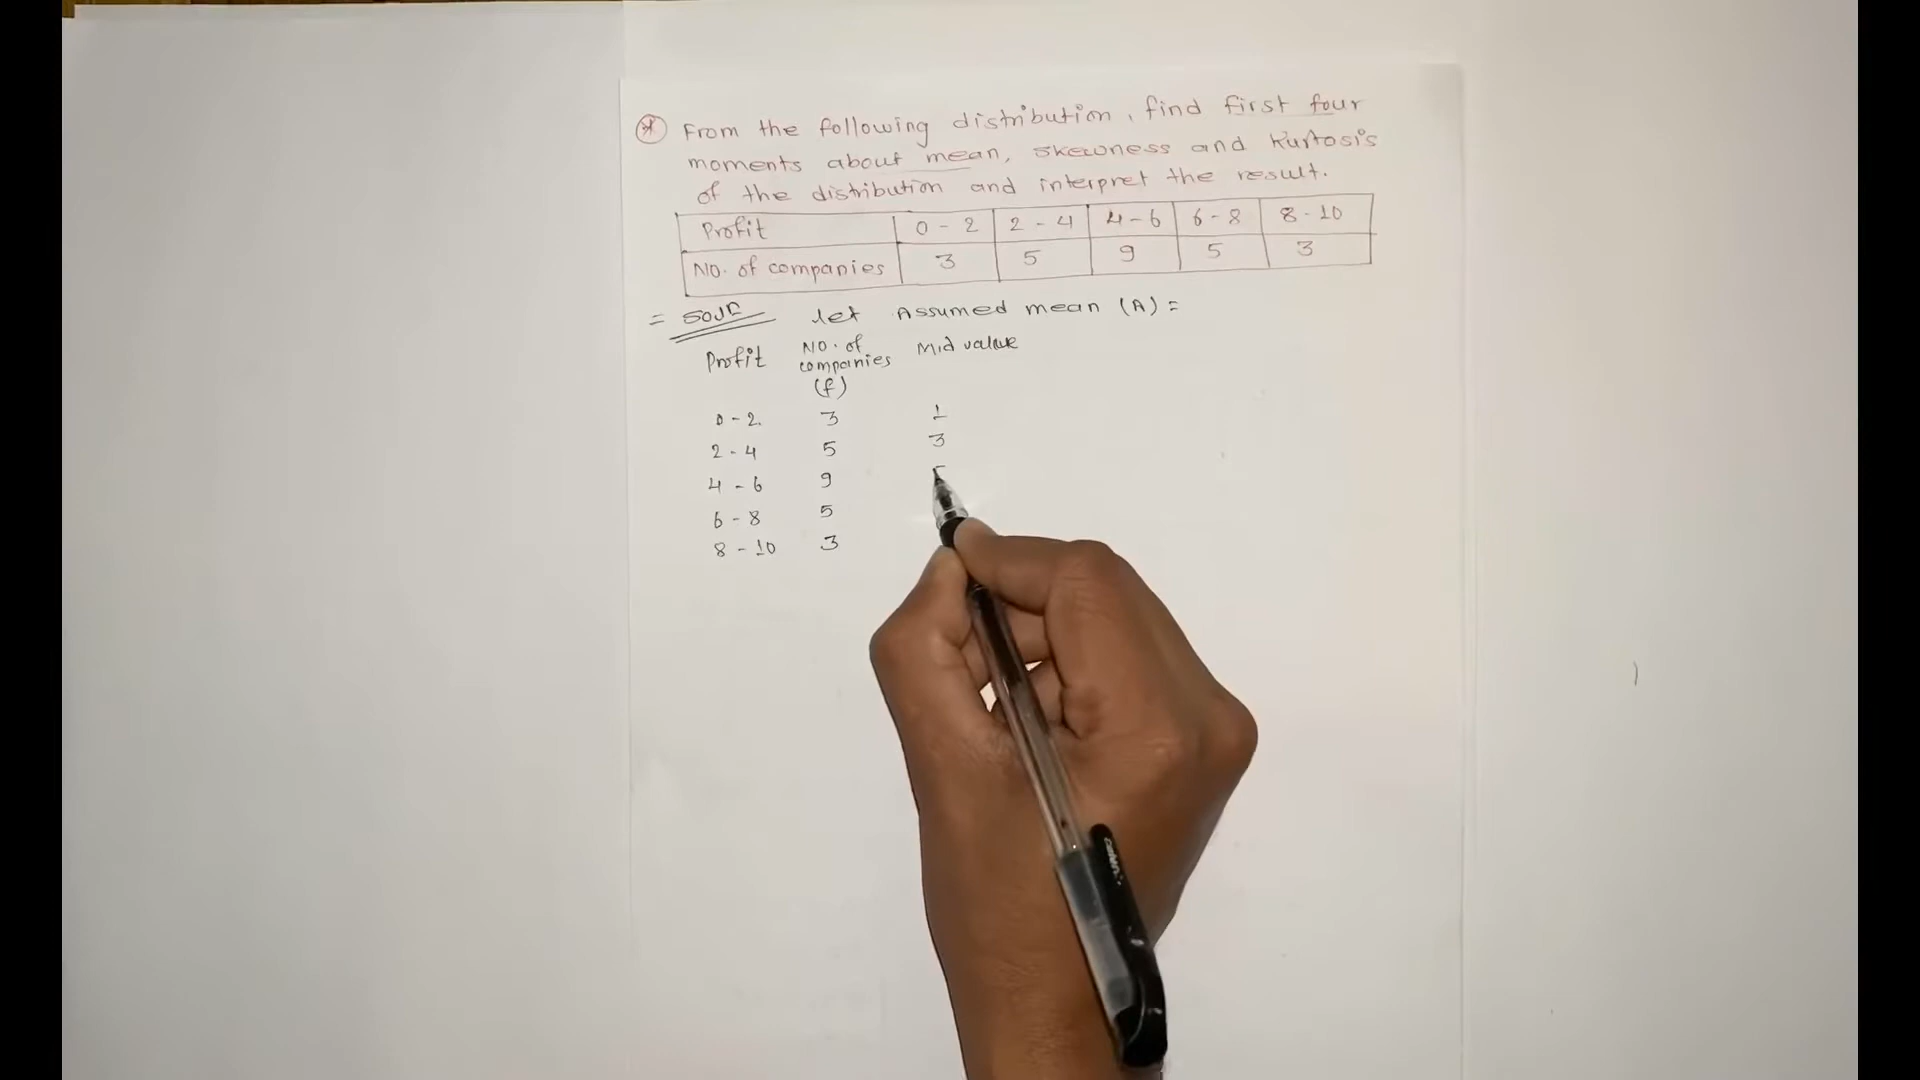 From the following distribution, find first four
moments about mean, skewness and Kurtosis
of the distribution and interpret the result.
Profit 0 - 2 2 - 4 4 - 6 6 - 8 8 - 10
NO. of companies 3 5 9 5 3
= Soln let Assumed mean (A) =
Profit NO. of companies (f) Mid value
0 - 2 3 1
2 - 4 5 3
4 - 6 9
6 - 8 5
8 - 10 3